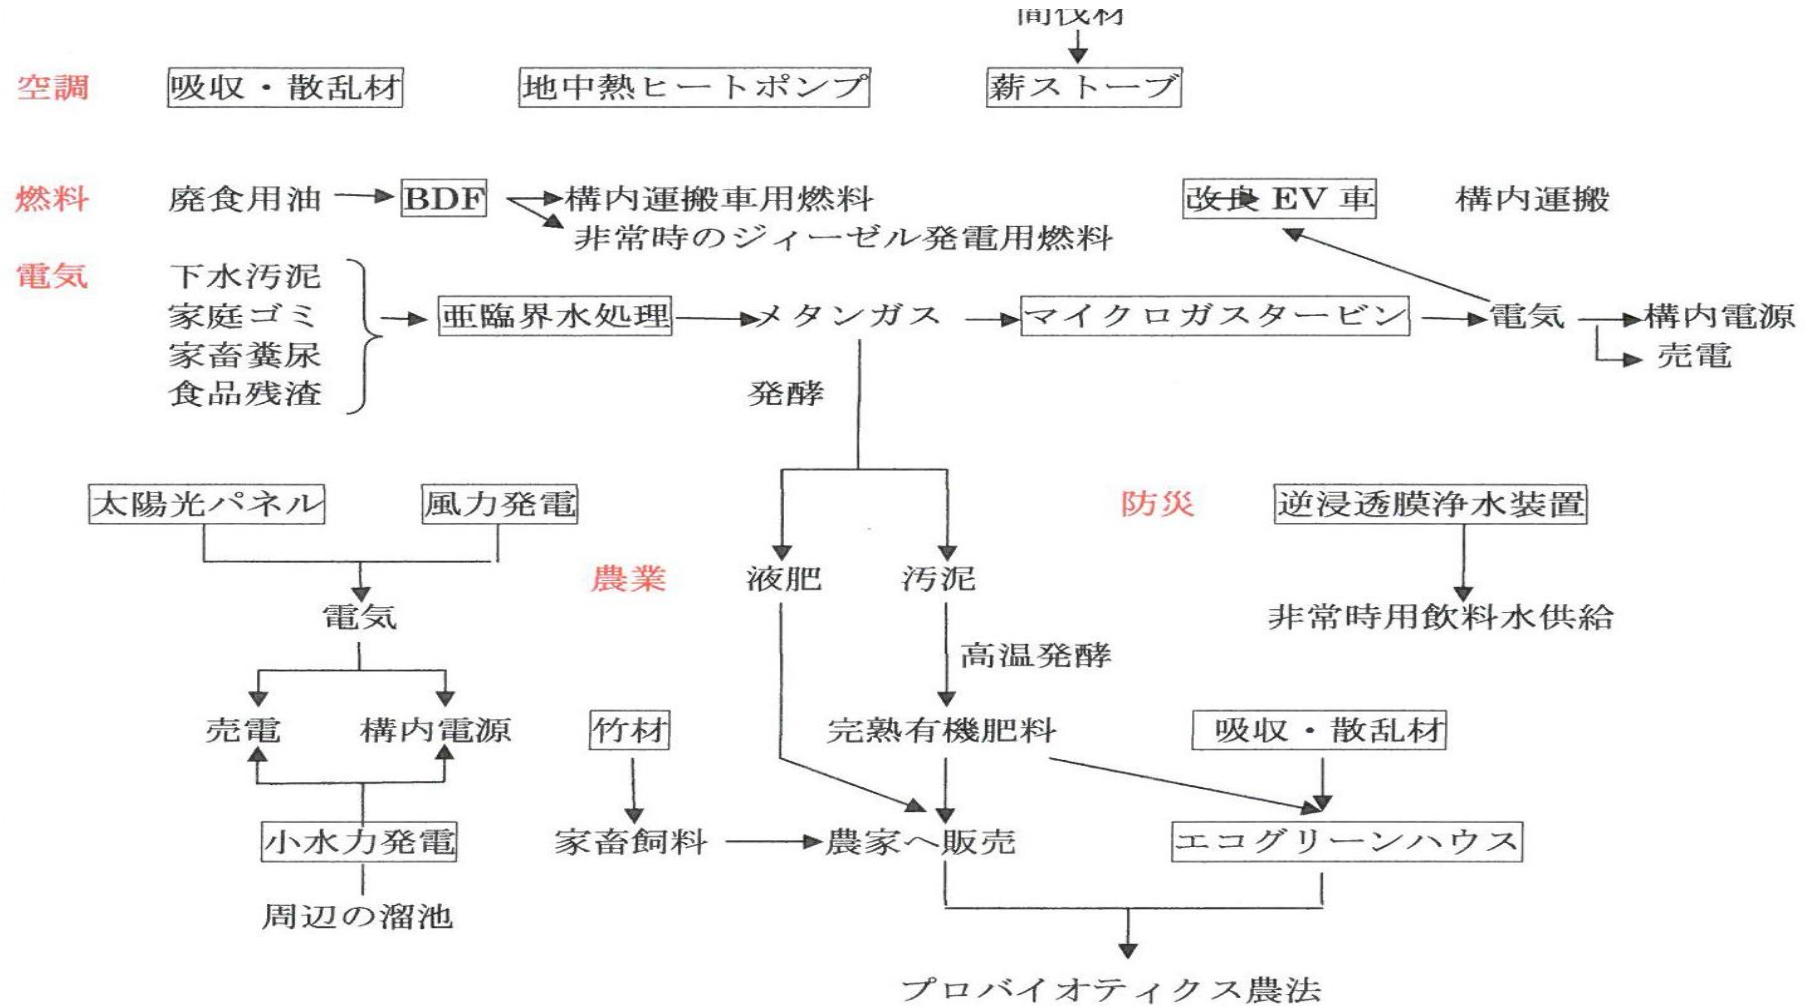 間伐材
空調 吸収・散乱材 地中熱ヒートポンプ 薪ストーブ
燃料 廃食用油 BDF 構内運搬車用燃料 改良 EV 車 構内運搬
非常時のジィーゼル発電用燃料
電気 下水汚泥
家庭ゴミ 亜臨界水処理 メタンガス マイクロガスタービン 電気 構内電源
家畜糞尿 売電
食品残渣 発酵
太陽光パネル 風力発電 防災 逆浸透膜浄水装置
農業 液肥 汚泥
電気 非常時用飲料水供給
高温発酵
売電 構内電源 竹材 完熟有機肥料 吸収・散乱材
小水力発電 家畜飼料 農家へ販売 エコグリーンハウス
周辺の溜池
プロバイオティクス農法